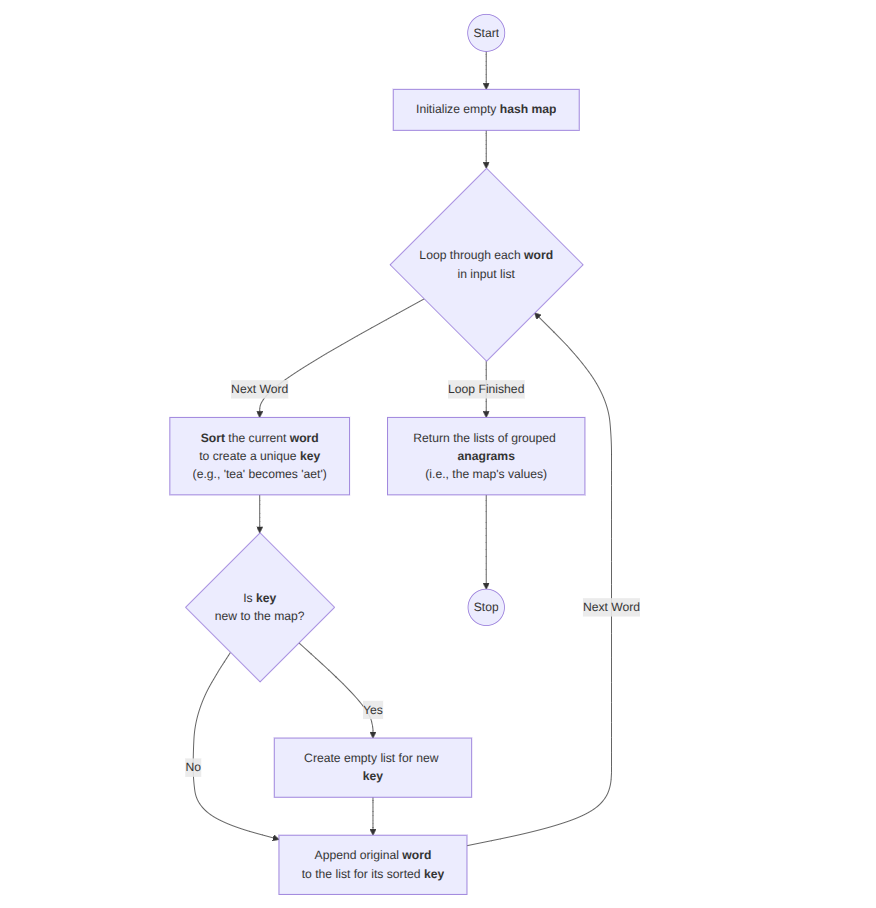 Start
Initialize empty hash map
Loop through each word
in input list
Next Word
Loop Finished
Sort the current word
to create a unique key
(e.g., 'tea' becomes 'aet')
Return the lists of grouped
anagrams
(i.e., the map's values)
Is key
new to the map?
Stop
Next Word
Yes
No
Create empty list for new
key
Append original word
to the list for its sorted key